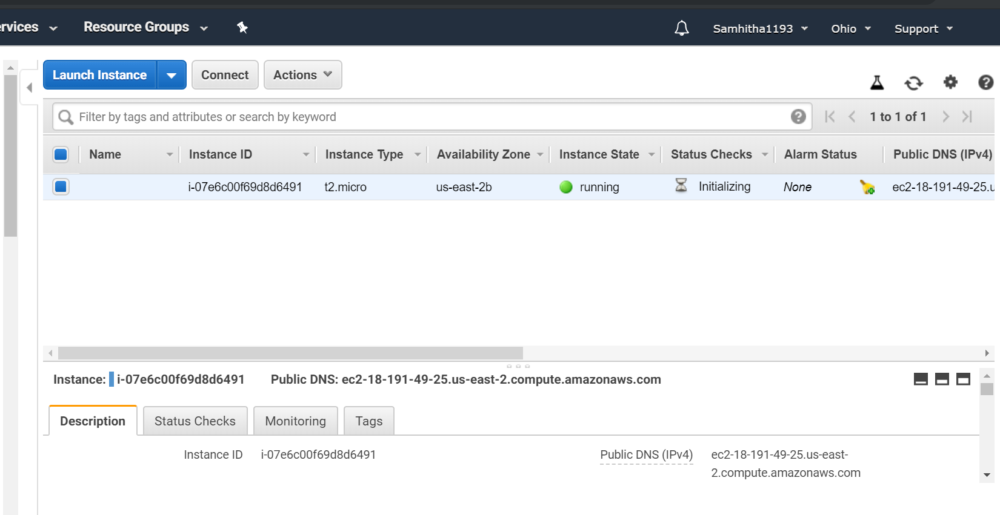 rvices Resource Groups Samhitha1193 Ohio Support
Launch Instance Connect Actions
Filter by tags and attributes or search by keyword ? 1 to 1 of 1
Name Instance ID Instance Type Availability Zone Instance State Status Checks Alarm Status Public DNS (IPv4)
i-07e6c00f69d8d6491 t2.micro us-east-2b running Initializing None ec2-18-191-49-25.u
Instance: i-07e6c00f69d8d6491 Public DNS: ec2-18-191-49-25.us-east-2.compute.amazonaws.com
Description Status Checks Monitoring Tags
Instance ID i-07e6c00f69d8d6491 Public DNS (IPv4) ec2-18-191-49-25.us-east-
2.compute.amazonaws.com